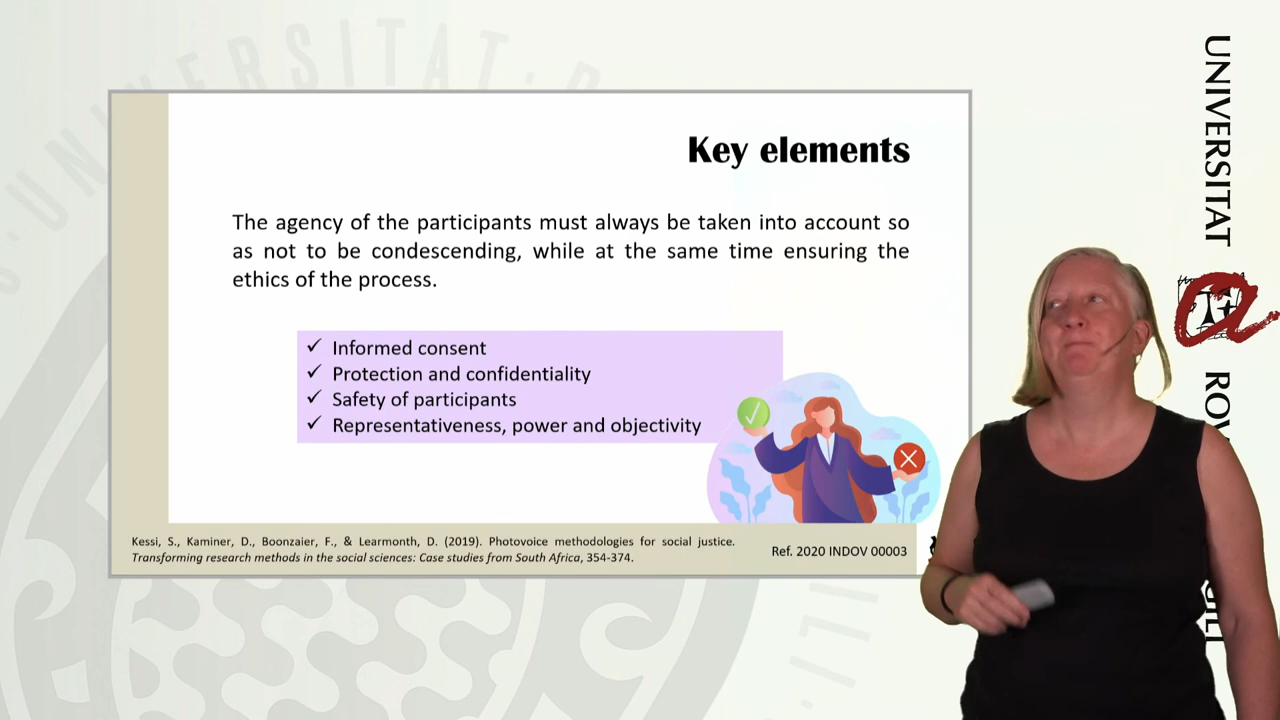 Key elements
The agency of the participants must always be taken into account so
as not to be condescending, while at the same time ensuring the
ethics of the process.
✓ Informed consent
✓ Protection and confidentiality
✓ Safety of participants
✓ Representativeness, power and objectivity
Kessi, S., Kaminer, D., Boonzaier, F., & Learmonth, D. (2019). Photovoice methodologies for social justice.
Transforming research methods in the social sciences: Case studies from South Africa, 354-374.
Ref. 2020 INDOV 00003
UNIVERSITAT